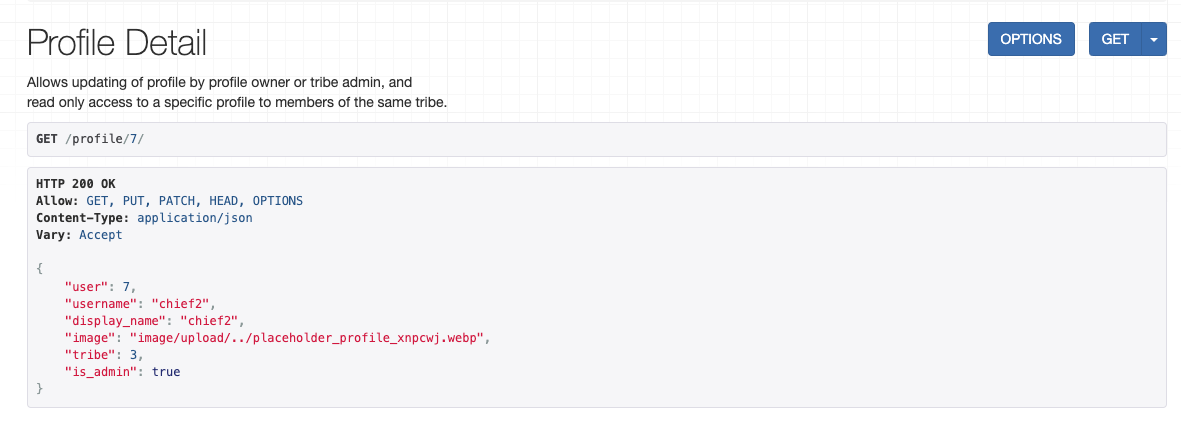 Profile Detail
OPTIONS
GET
Allows updating of profile by profile owner or tribe admin, and
read only access to a specific profile to members of the same tribe.
GET /profile/7/
HTTP 200 OK
Allow: GET, PUT, PATCH, HEAD, OPTIONS
Content-Type: application/json
Vary: Accept
{
    "user": 7,
    "username": "chief2",
    "display_name": "chief2",
    "image": "image/upload/../placeholder_profile_xnpcwj.webp",
    "tribe": 3,
    "is_admin": true
}